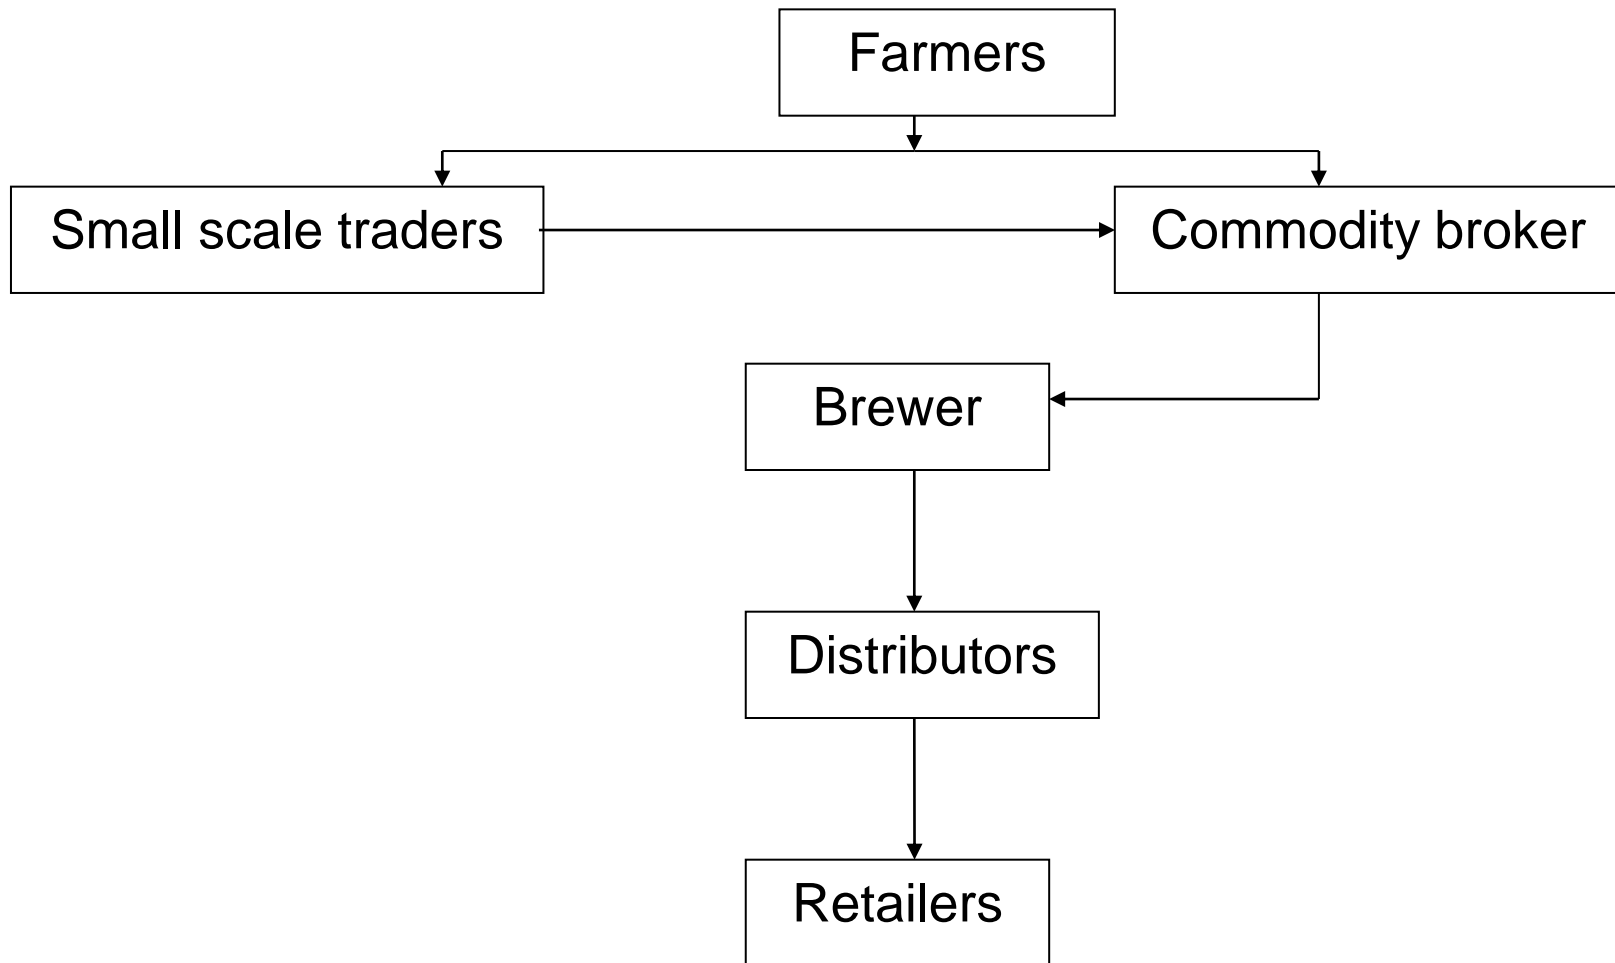 Farmers
Small scale traders
Commodity broker
Brewer
Distributors
Retailers